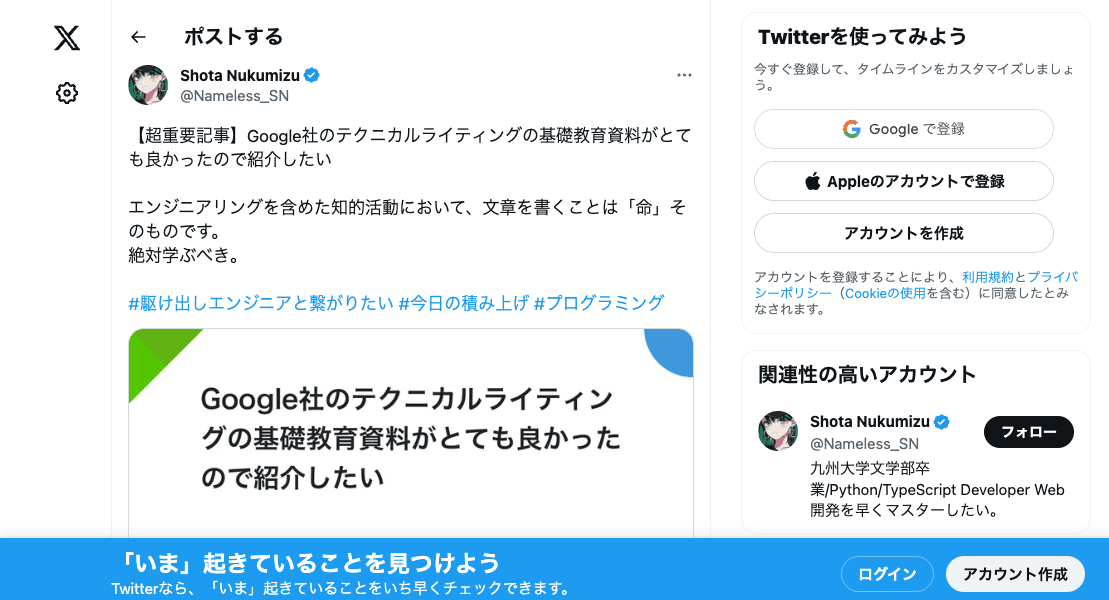 ポストする
Shota Nukumizu
@Nameless_SN
【超重要記事】Google社のテクニカルライティングの基礎教育資料がとて
も良かったので紹介したい
エンジニアリングを含めた知的活動において、文章を書くことは「命」そ
のものです。
絶対学ぶべき。
#駆け出しエンジニアと繋がりたい #今日の積み上げ #プログラミング
Google社のテクニカルライティン
グの基礎教育資料がとても良かった
ので紹介したい
Twitterを使ってみよう
今すぐ登録して、タイムラインをカスタマイズしましょ
う。
Google で登録
Appleのアカウントで登録
アカウントを作成
アカウントを登録することにより、利用規約とプライバ
シーポリシー（Cookieの使用を含む）に同意したとみ
なされます。
関連性の高いアカウント
Shota Nukumizu
@Nameless_SN
フォロー
九州大学文学部卒
業/Python/TypeScript Developer Web
開発を早くマスターしたい。
「いま」起きていることを見つけよう
Twitterなら、「いま」起きていることをいち早くチェックできます。
ログイン
アカウント作成